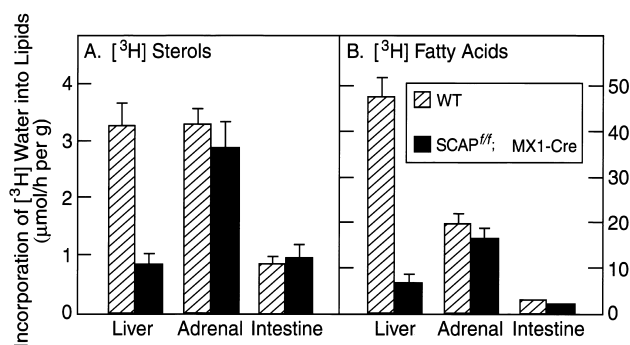 Incorporation of [³H] Water into Lipids
(μmol/h per g)
A. [³H] Sterols
4
3
2
1
0
Liver Adrenal Intestine
B. [³H] Fatty Acids
WT
SCAPᶠ/ᶠ; MX1-Cre
50
40
30
20
10
0
Liver Adrenal Intestine